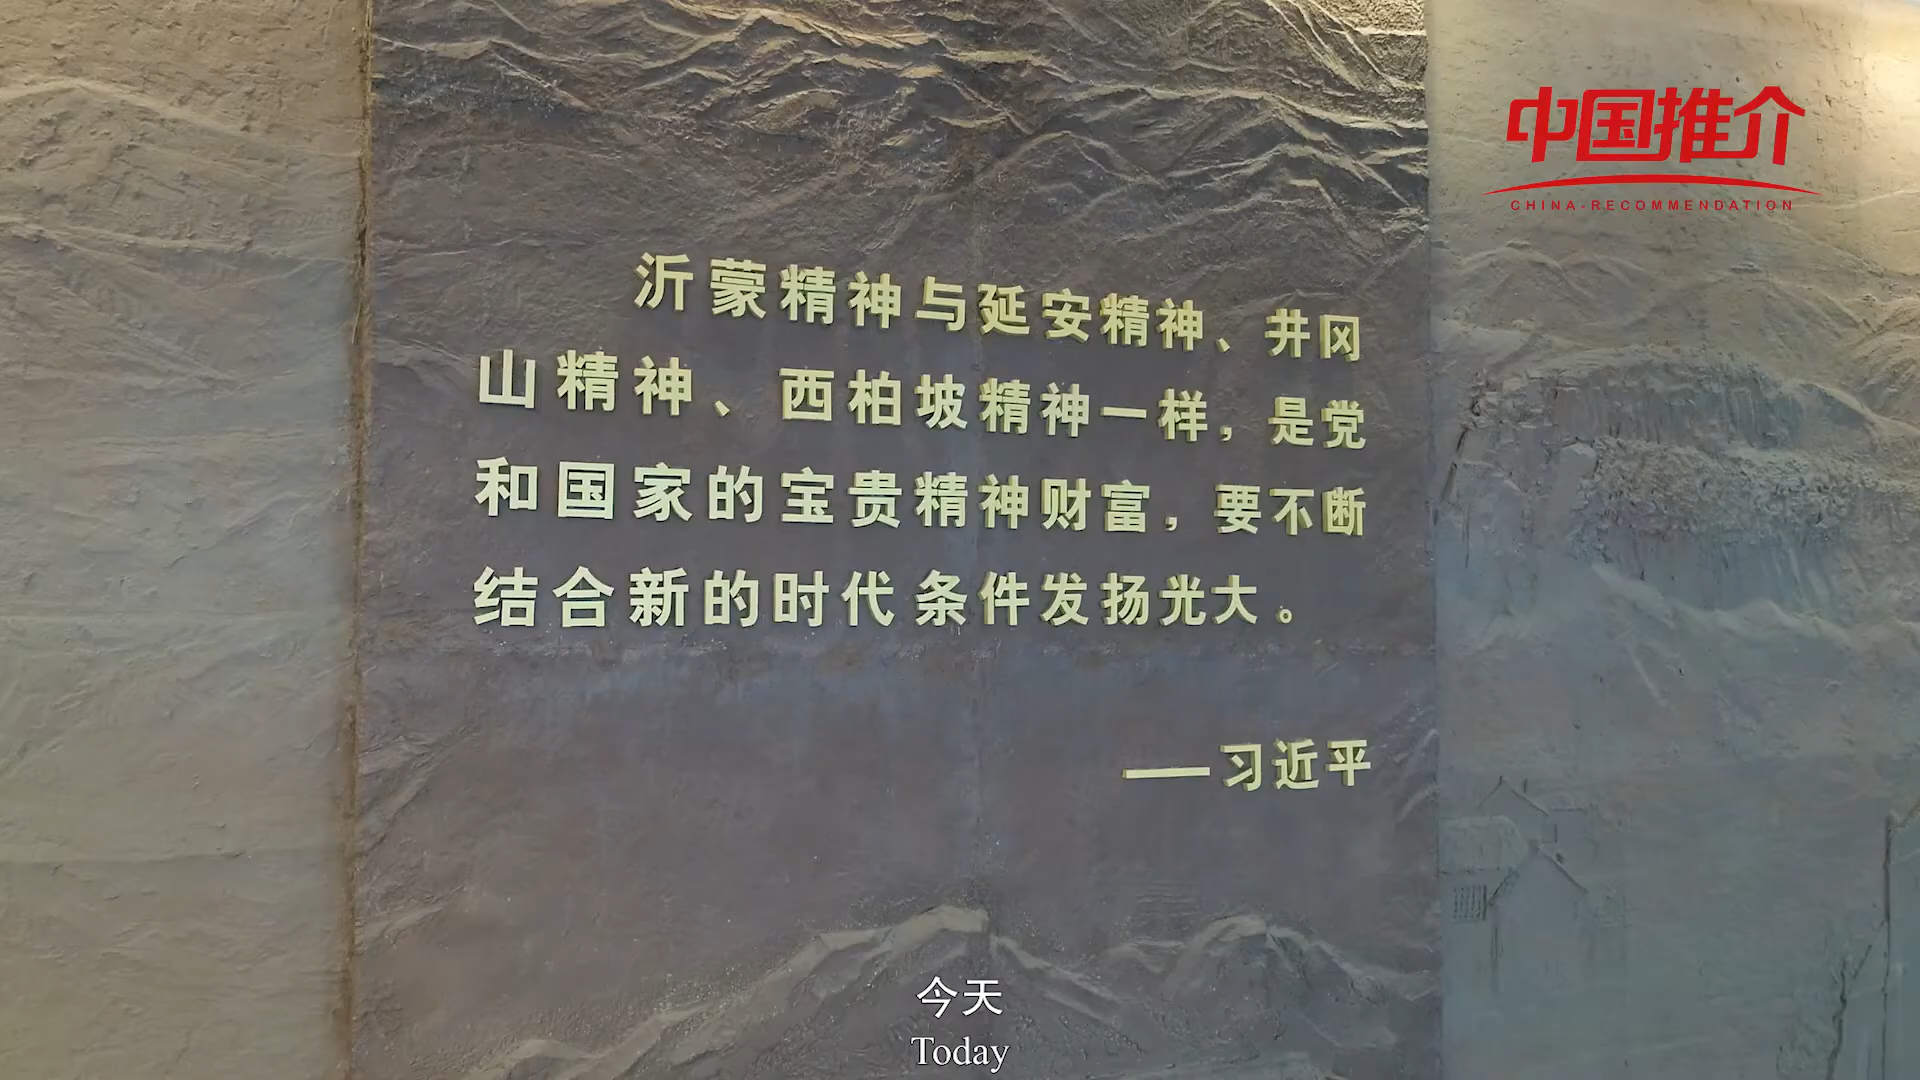 中国推介
CHINA-RECOMMENDATION
沂蒙精神与延安精神、井冈
山精神、西柏坡精神一样，是党
和国家的宝贵精神财富，要不断
结合新的时代条件发扬光大。
——习近平
今天
Today